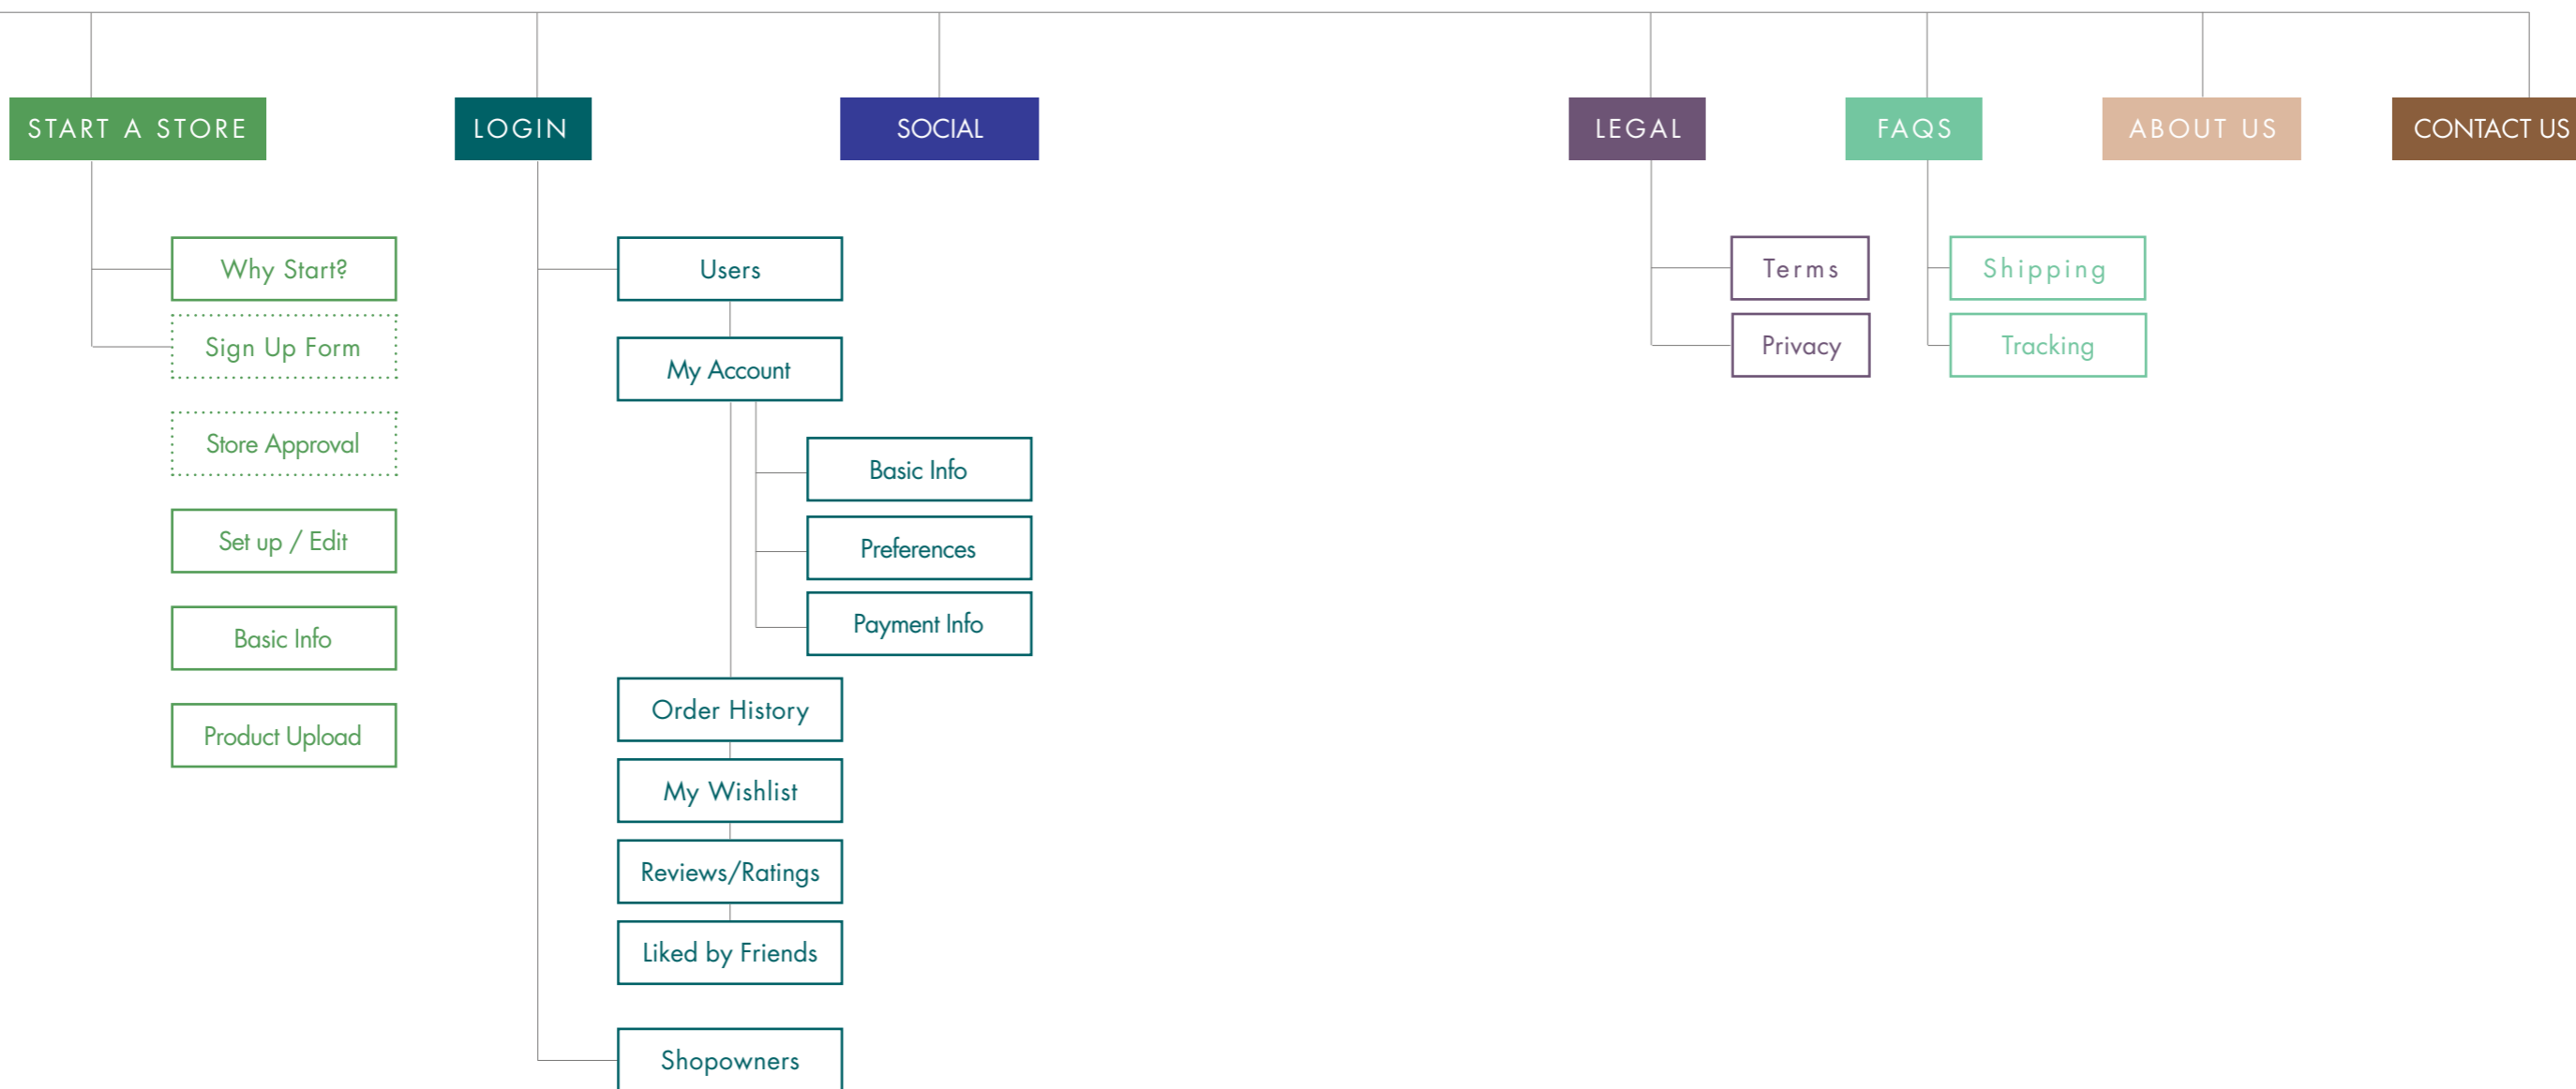 START A STORE
LOGIN
SOCIAL
LEGAL
FAQS
ABOUT US
CONTACT US
Why Start?
Sign Up Form
Store Approval
Set up / Edit
Basic Info
Product Upload
Users
My Account
Basic Info
Preferences
Payment Info
Order History
My Wishlist
Reviews/Ratings
Liked by Friends
Shopowners
Terms
Privacy
Shipping
Tracking